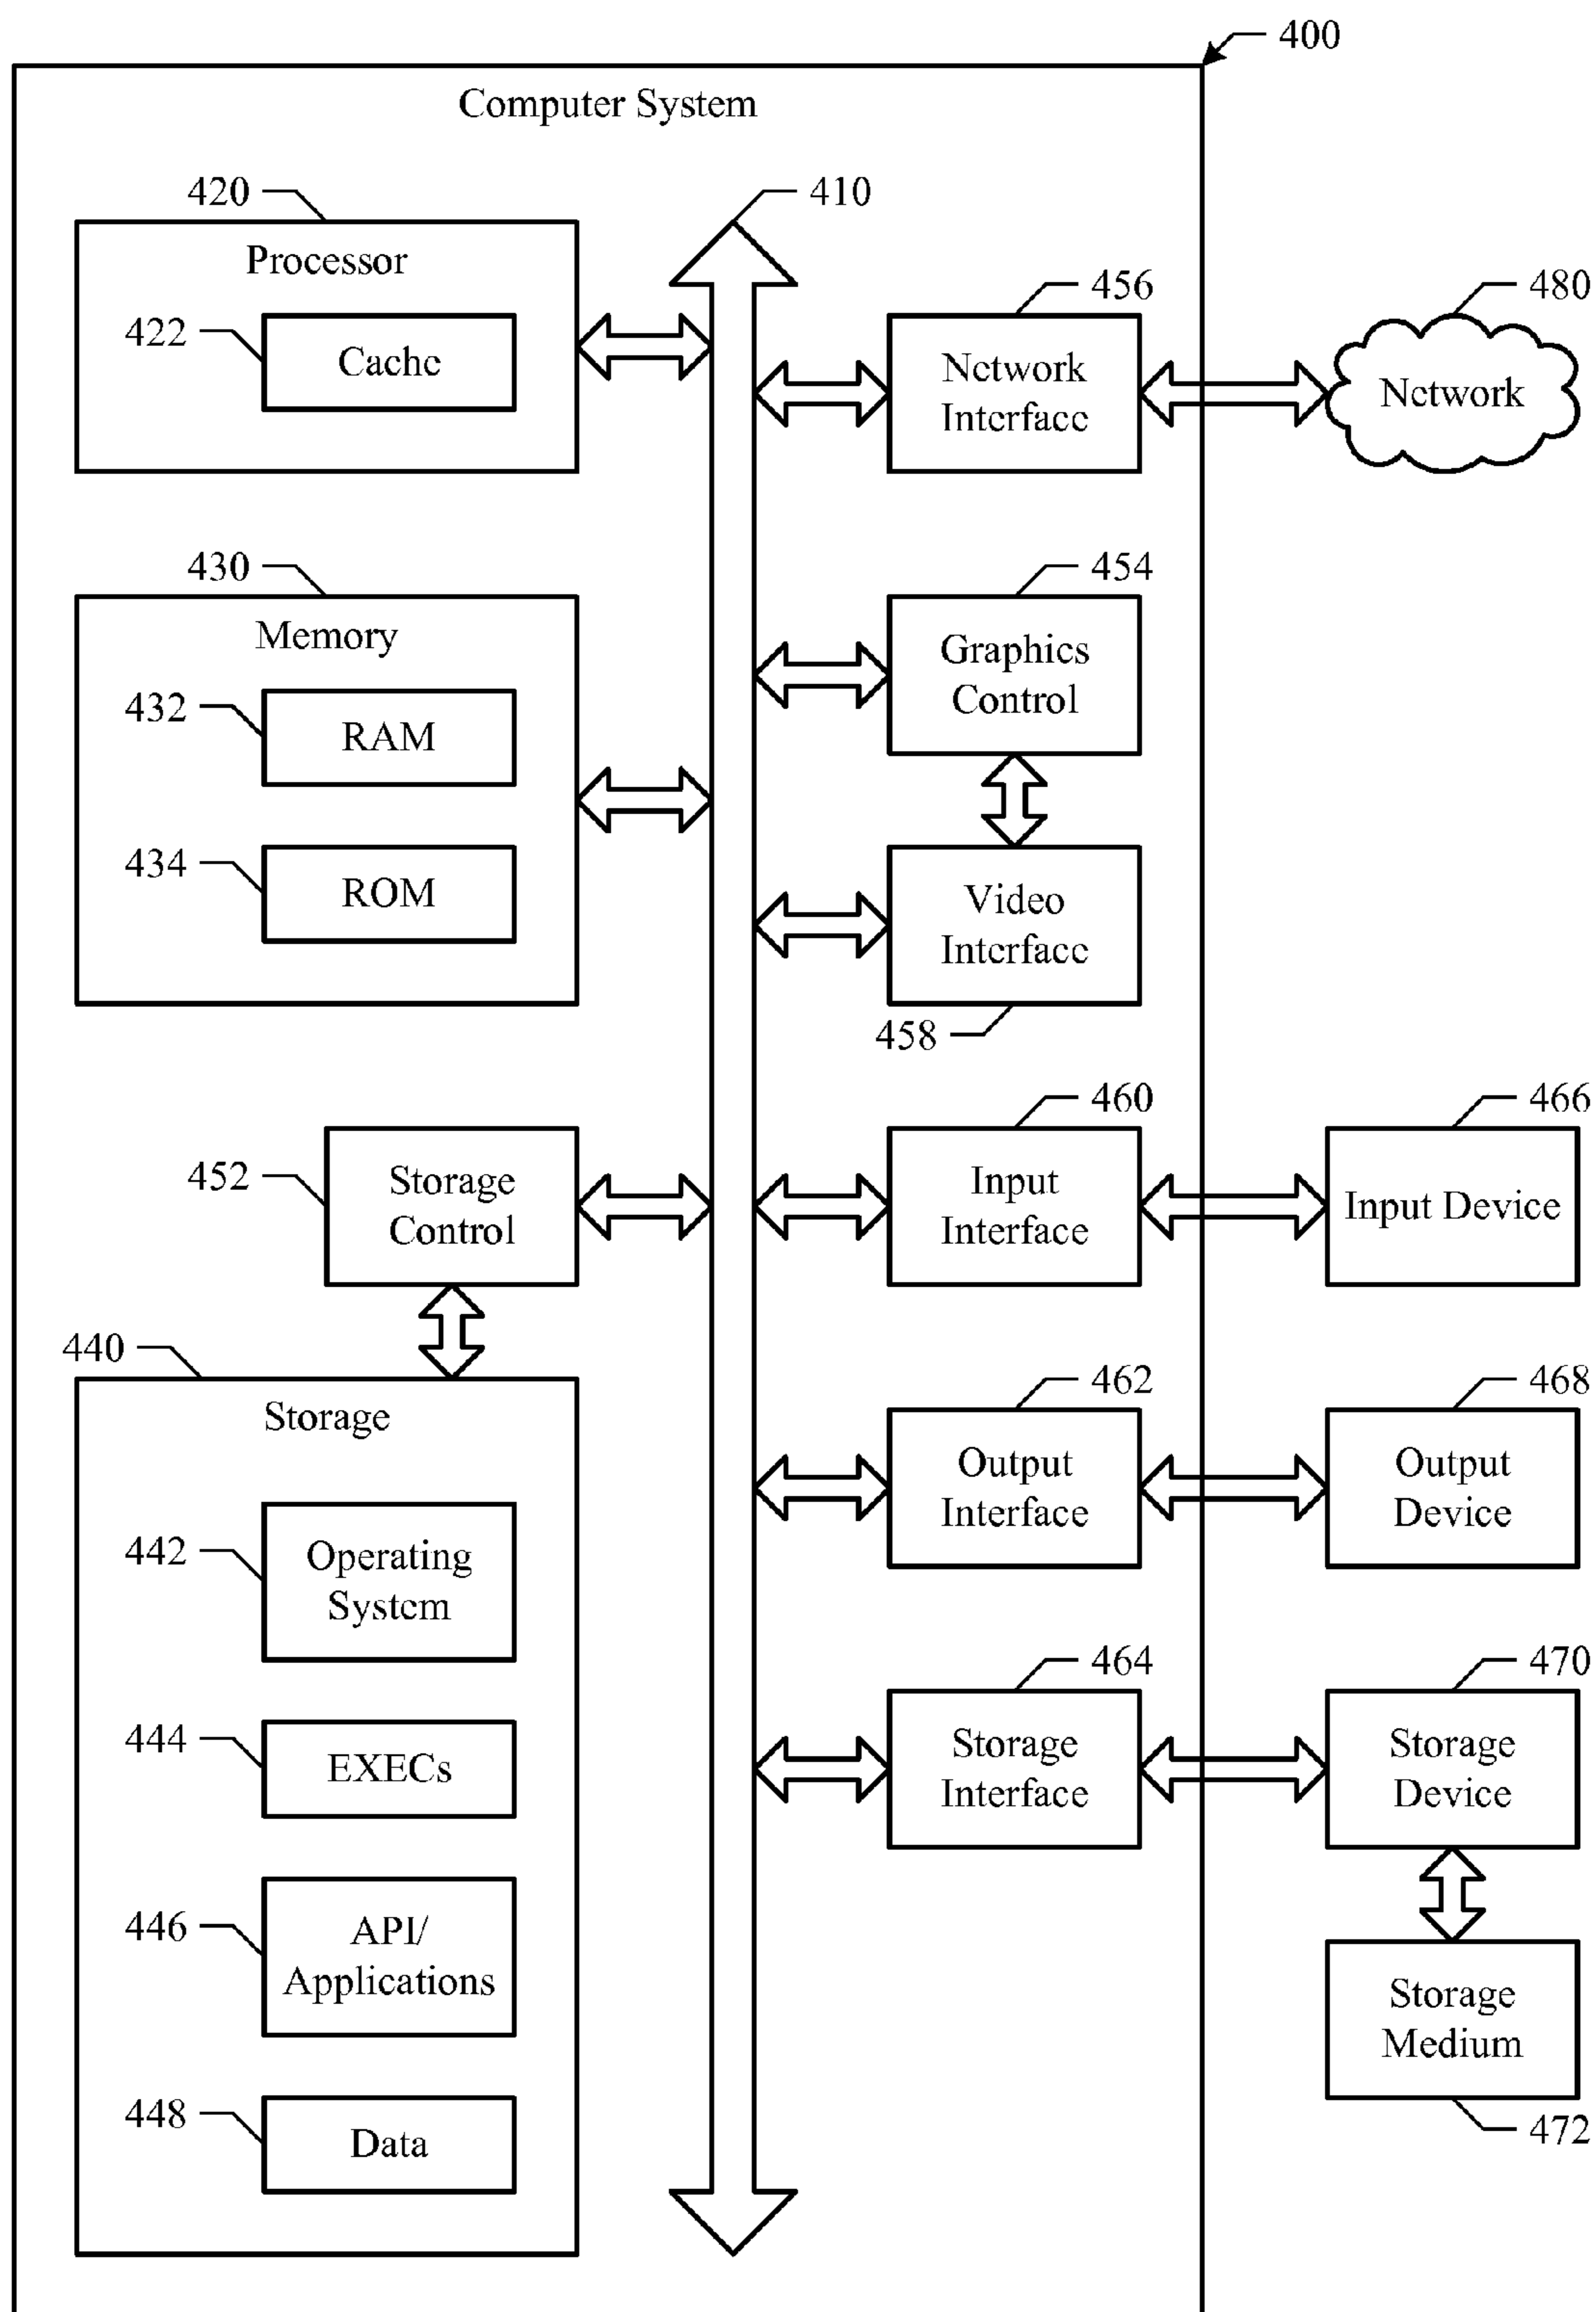 400
Computer System
420
410
Processor
456
480
422
Cache
Network
Interface
Network
430
454
Memory
Graphics
Control
432
RAM
434
ROM
Video
Interface
458
460
466
452
Storage
Control
Input
Interface
Input Device
440
462
468
Storage
Output
Interface
Output
Device
442
Operating
System
464
470
444
EXECs
Storage
Interface
Storage
Device
446
API/
Applications
Storage
Medium
448
Data
472